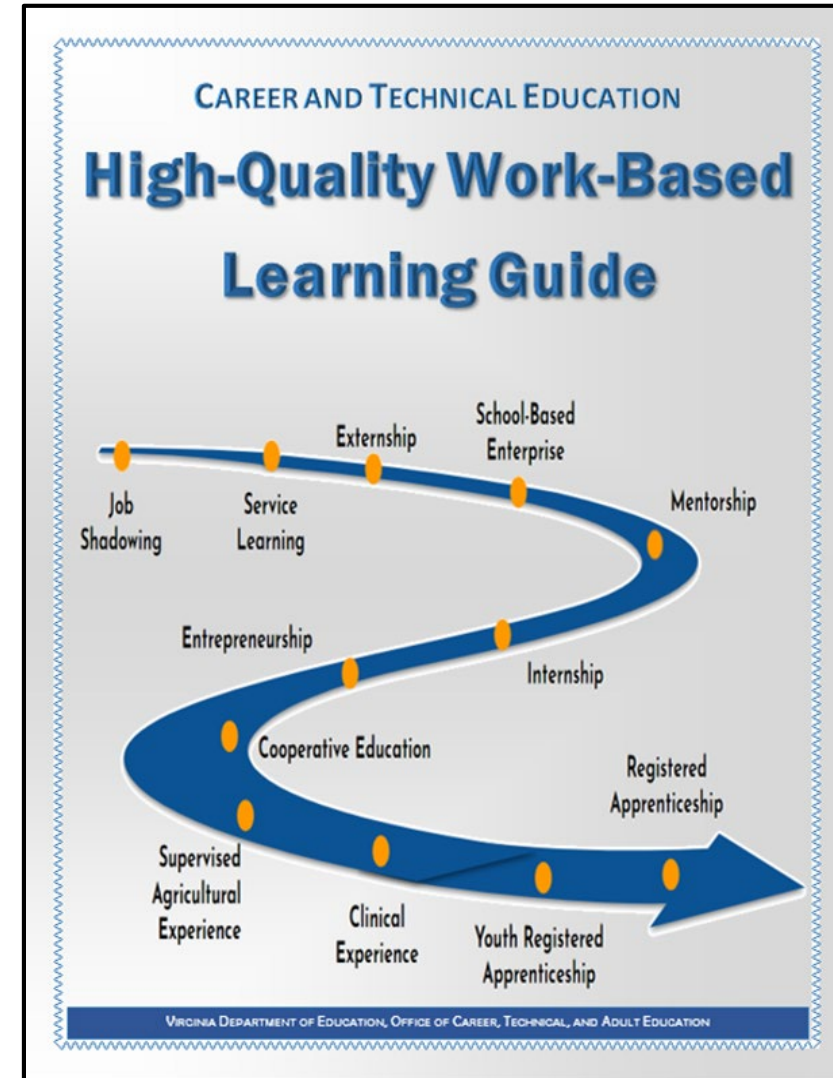 CAREER AND TECHNICAL EDUCATION
High-Quality Work-Based
Learning Guide
Job
Shadowing
Service
Learning
Externship
School-Based
Enterprise
Mentorship
Internship
Entrepreneurship
Cooperative Education
Supervised
Agricultural
Experience
Clinical
Experience
Youth Registered
Apprenticeship
Registered
Apprenticeship
VIRGINIA DEPARTMENT OF EDUCATION, OFFICE OF CAREER, TECHNICAL, AND ADULT EDUCATION